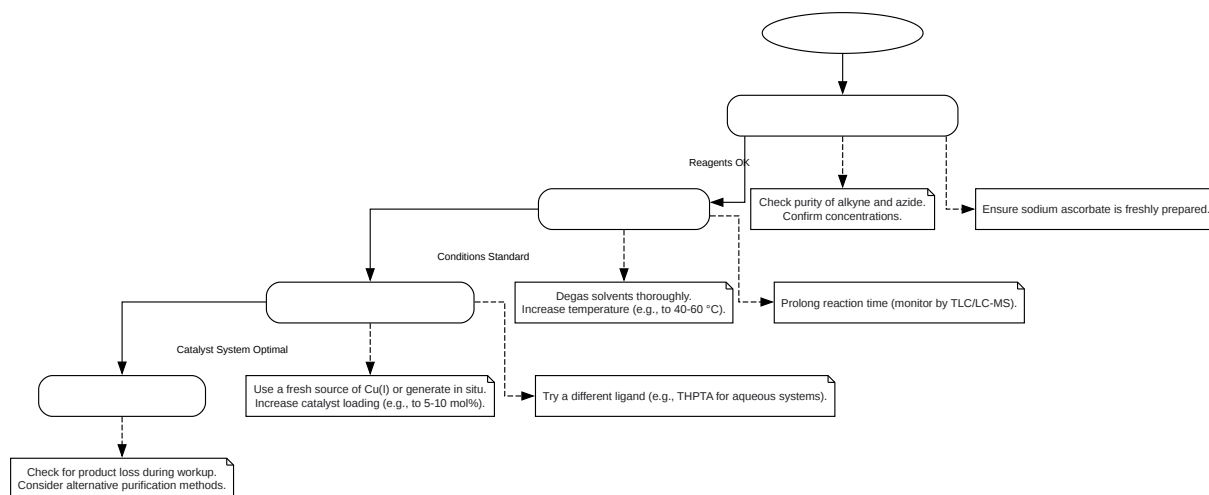 Reagents OK
Check purity of alkyne and azide.
Confirm concentrations.
Ensure sodium ascorbate is freshly prepared.
Conditions Standard
Degas solvents thoroughly.
Increase temperature (e.g., to 40-60 °C).
Prolong reaction time (monitor by TLC/LC-MS).
Catalyst System Optimal
Use a fresh source of Cu(I) or generate in situ.
Increase catalyst loading (e.g., to 5-10 mol%).
Try a different ligand (e.g., THPTA for aqueous systems).
Check for product loss during workup.
Consider alternative purification methods.